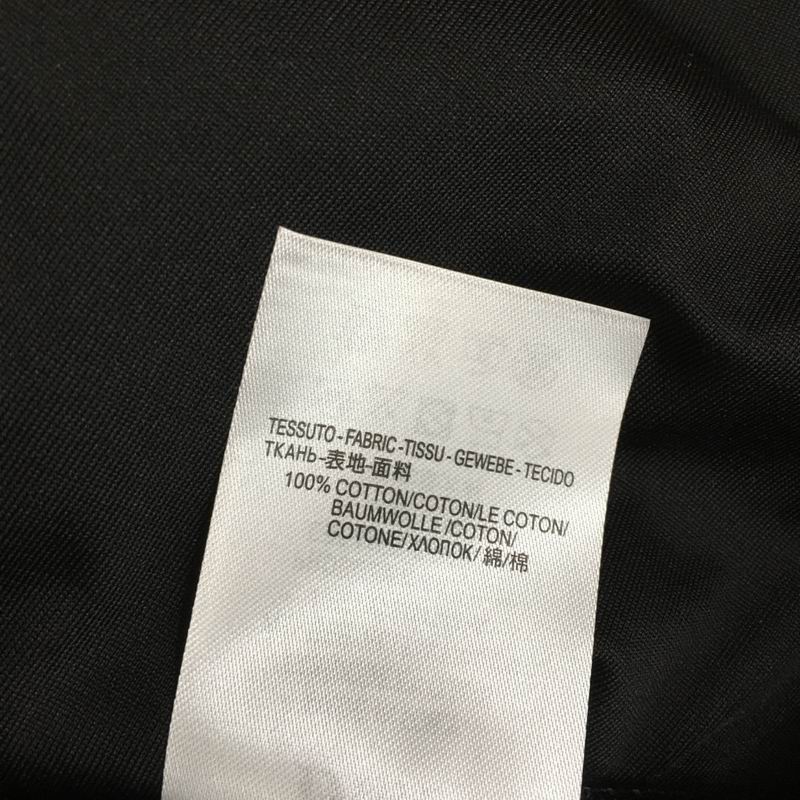 TESSUTO-FABRIC-TISSU-GEWEBE-TECIDO
ТКАНЬ-表地-面料
100% COTTON/COTON/LE COTON/
BAUMWOLLE/COTON/
COTONE/ХЛОПОК/綿/棉